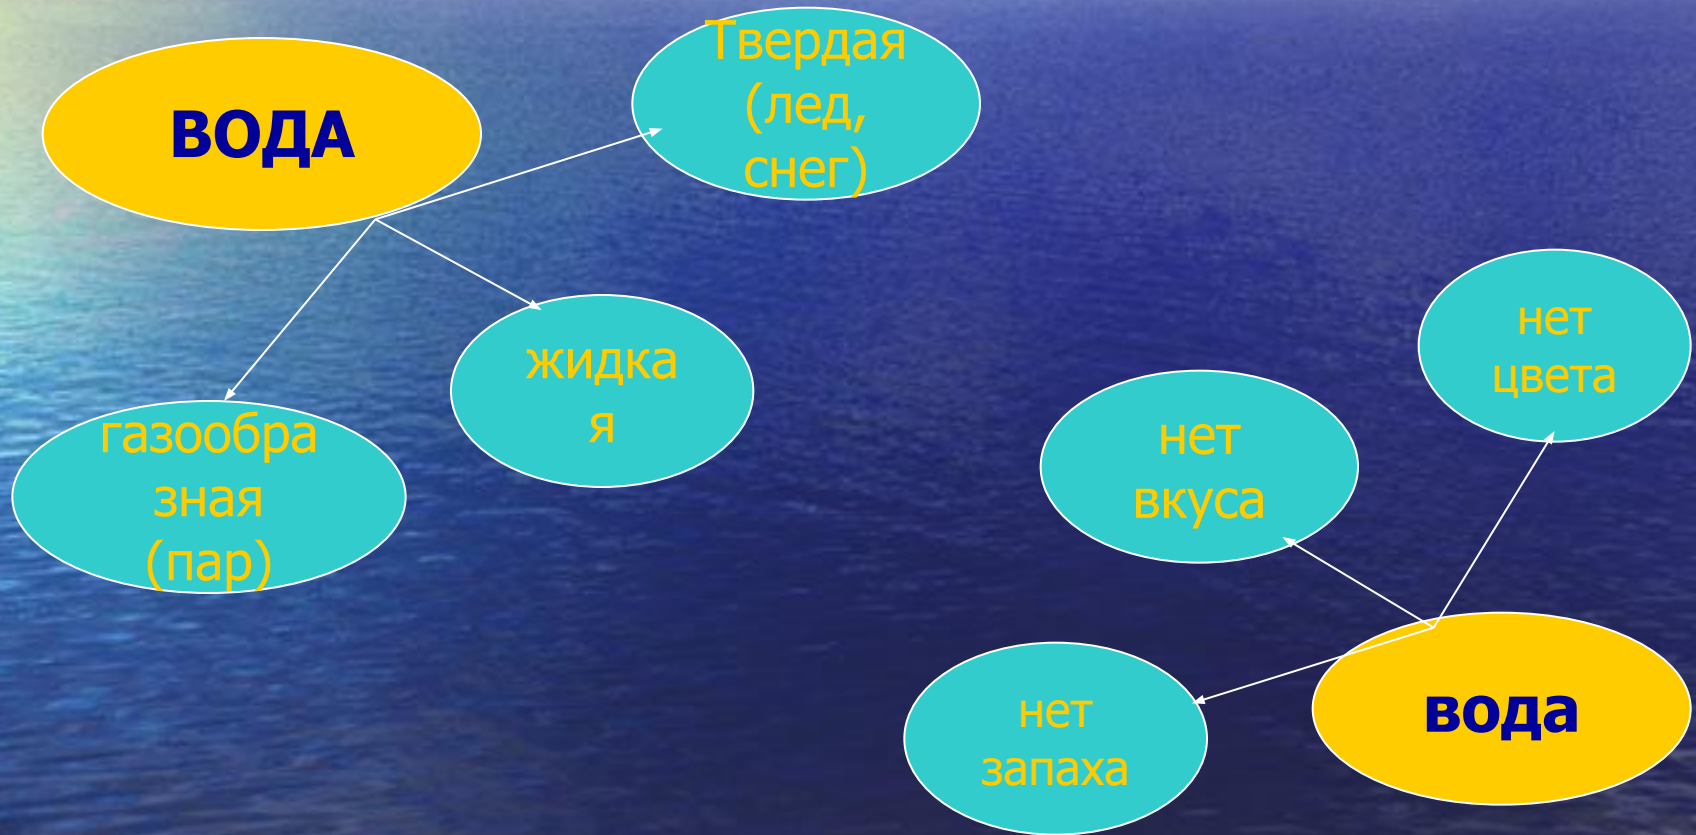 ВОДА
Твердая
(лед,
снег)
жидка
я
газообра
зная
(пар)
нет
цвета
нет
вкуса
нет
запаха
вода